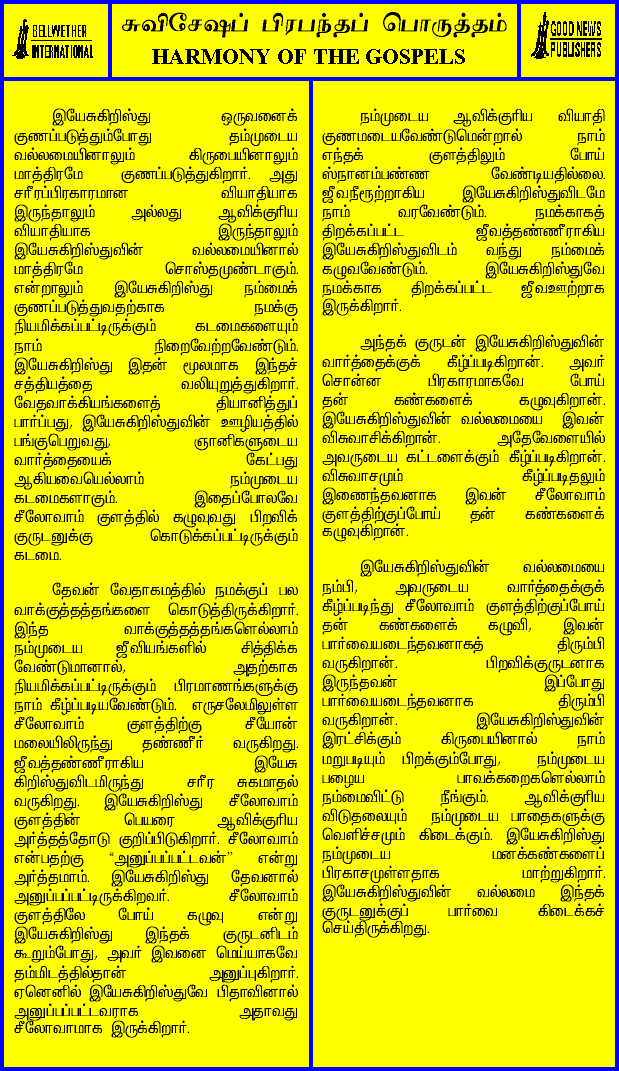 BELLWETHER
INTERNATIONAL
சுவிசேஷப் பிரபந்தப் பொருத்தம்
HARMONY OF THE GOSPELS
GOOD NEWS
PUBLISHERS
இயேசுகிறிஸ்து ஒருவனைக்
குணப்படுத்தும்போது தம்முடைய
வல்லமையினாலும் கிருபையினாலும்
மாத்திரமே குணப்படுத்துகிறார். அது
சரீரப்பிரகாரமான வியாதியாக
இருந்தாலும் அல்லது ஆவிக்குரிய
வியாதியாக இருந்தாலும்
இயேசுகிறிஸ்துவின் வல்லமையினால்
மாத்திரமே சொஸ்தமுண்டாகும்.
என்றாலும் இயேசுகிறிஸ்து நம்மைக்
குணப்படுத்துவதற்காக நமக்கு
நியமிக்கப்பட்டிருக்கும் கடமைகளையும்
நாம் நிறைவேற்றவேண்டும்.
இயேசுகிறிஸ்து இதன் மூலமாக இந்தச்
சத்தியத்தை வலியுறுத்துகிறார்.
வேதவாக்கியங்களைத் தியானித்துப்
பார்ப்பது, இயேசுகிறிஸ்துவின் ஊழியத்தில்
பங்குபெறுவது, ஞானிகளுடைய
வார்த்தையைக் கேட்பது
ஆகியவையெல்லாம் நம்முடைய
கடமைகளாகும். இதைப்போலவே
சீலோவாம் குளத்தில் கழுவுவது பிறவிக்
குருடனுக்கு கொடுக்கப்பட்டிருக்கும்
கடமை.
தேவன் வேதாகமத்தில் நமக்குப் பல
வாக்குத்தத்தங்களை கொடுத்திருக்கிறார்.
இந்த வாக்குத்தத்தங்களெல்லாம்
நம்முடைய ஜீவியங்களில் சித்திக்க
வேண்டுமானால், அதற்காக
நியமிக்கப்பட்டிருக்கும் பிரமாணங்களுக்கு
நாம் கீழ்ப்படியவேண்டும். எருசலேமிலுள்ள
சீலோவாம் குளத்திற்கு சீயோன்
மலையிலிருந்து தண்ணீர் வருகிறது.
ஜீவத்தண்ணீராகிய இயேசு
கிறிஸ்துவிடமிருந்து சரீர சுகமாதல்
வருகிறது. இயேசுகிறிஸ்து சீலோவாம்
குளத்தின் பெயரை ஆவிக்குரிய
அர்த்தத்தோடு குறிப்பிடுகிறார். சீலோவாம்
என்பதற்கு “அனுப்பப்பட்டவன்” என்று
அர்த்தமாம். இயேசுகிறிஸ்து தேவனால்
அனுப்பப்பட்டிருக்கிறவர். சீலோவாம்
குளத்திலே போய் கழுவு என்று
இயேசுகிறிஸ்து இந்தக் குருடனிடம்
கூறும்போது, அவர் இவனை மெய்யாகவே
தம்மிடத்தில்தான் அனுப்புகிறார்.
ஏனெனில் இயேசுகிறிஸ்துவே பிதாவினால்
அனுப்பப்பட்டவராக அதாவது
சீலோவாமாக இருக்கிறார்.
நம்முடைய ஆவிக்குரிய வியாதி
குணமடையவேண்டுமென்றால் நாம்
எந்தக் குளத்திலும் போய்
ஸ்நானம்பண்ண வேண்டியதில்லை.
ஜீவநீரூற்றாகிய இயேசுகிறிஸ்துவிடமே
நாம் வரவேண்டும். நமக்காகத்
திறக்கப்பட்ட ஜீவத்தண்ணீராகிய
இயேசுகிறிஸ்துவிடம் வந்து நம்மைக்
கழுவவேண்டும். இயேசுகிறிஸ்துவே
நமக்காக திறக்கப்பட்ட ஜீவஊற்றாக
இருக்கிறார்.
அந்தக் குருடன் இயேசுகிறிஸ்துவின்
வார்த்தைக்குக் கீழ்ப்படிகிறான். அவர்
சொன்ன பிரகாரமாகவே போய்
தன் கண்களைக் கழுவுகிறான்.
இயேசுகிறிஸ்துவின் வல்லமையை இவன்
விசுவாசிக்கிறான். அதேவேளையில்
அவருடைய கட்டளைக்கும் கீழ்ப்படிகிறான்.
விசுவாசமும் கீழ்ப்படிதலும்
இணைந்தவனாக இவன் சீலோவாம்
குளத்திற்குப்போய் தன் கண்களைக்
கழுவுகிறான்.
இயேசுகிறிஸ்துவின் வல்லமையை
நம்பி, அவருடைய வார்த்தைக்குக்
கீழ்ப்படிந்து சீலோவாம் குளத்திற்குப்போய்
தன் கண்களைக் கழுவி, இவன்
பார்வையடைந்தவனாகத் திரும்பி
வருகிறான். பிறவிக்குருடனாக
இருந்தவன் இப்போது
பார்வையடைந்தவனாக திரும்பி
வருகிறான். இயேசுகிறிஸ்துவின்
இரட்சிக்கும் கிருபையினால் நாம்
மறுபடியும் பிறக்கும்போது, நம்முடைய
பழைய பாவக்கறைகளெல்லாம்
நம்மைவிட்டு நீங்கும். ஆவிக்குரிய
விடுதலையும் நம்முடைய பாதைகளுக்கு
வெளிச்சமும் கிடைக்கும். இயேசுகிறிஸ்து
நம்முடைய மனக்கண்களைப்
பிரகாசமுள்ளதாக மாற்றுகிறார்.
இயேசுகிறிஸ்துவின் வல்லமை இந்தக்
குருடனுக்குப் பார்வை கிடைக்கச்
செய்திருக்கிறது.